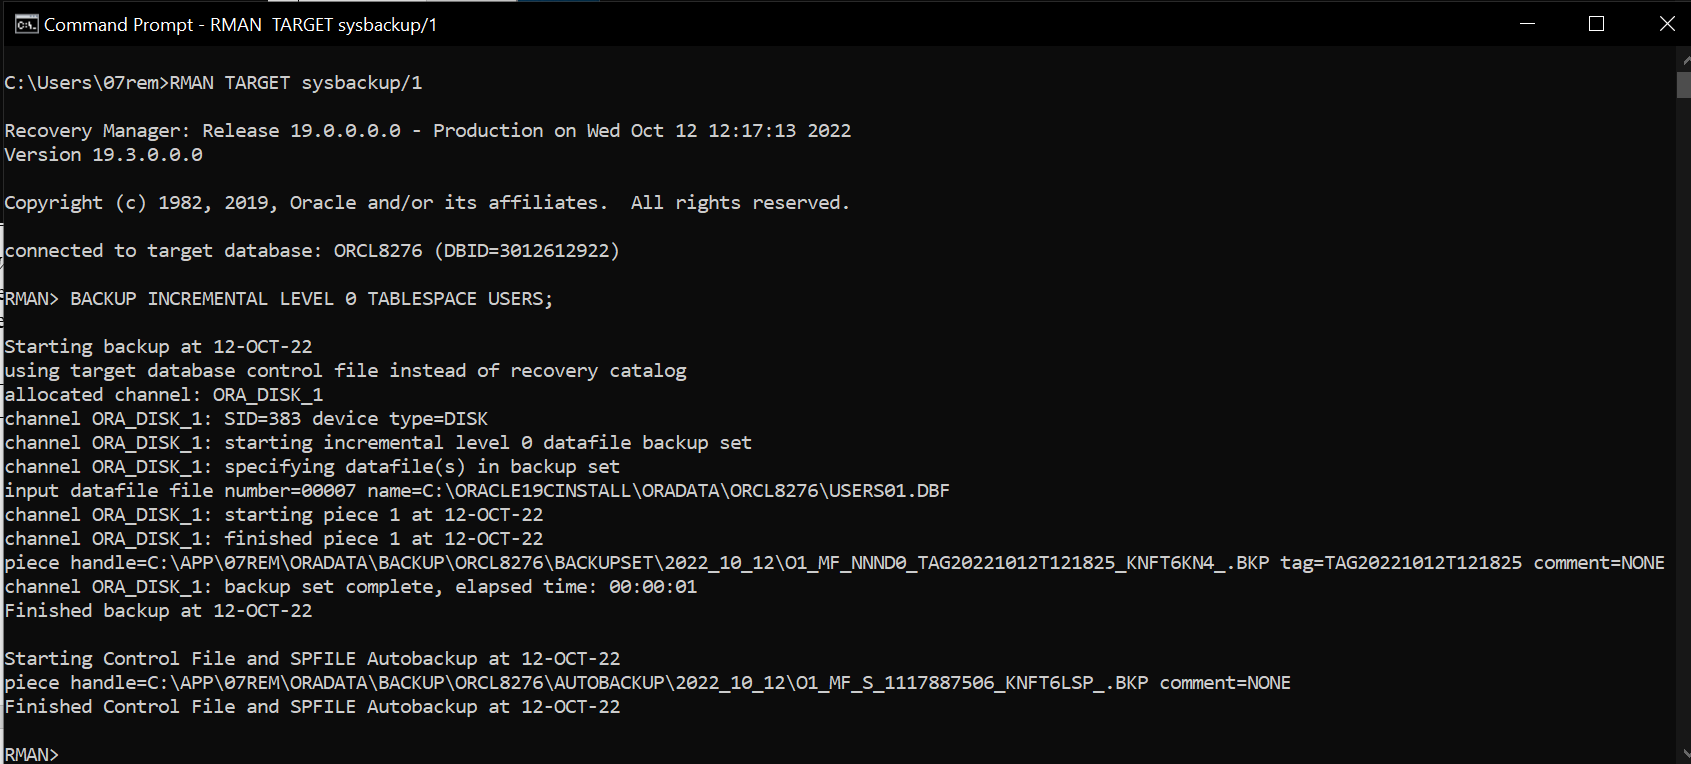 Command Prompt - RMAN  TARGET sysbackup/1
C:\Users\07rem>RMAN TARGET sysbackup/1
Recovery Manager: Release 19.0.0.0.0 - Production on Wed Oct 12 12:17:13 2022
Version 19.3.0.0.0
Copyright (c) 1982, 2019, Oracle and/or its affiliates.  All rights reserved.
connected to target database: ORCL8276 (DBID=3012612922)
RMAN> BACKUP INCREMENTAL LEVEL 0 TABLESPACE USERS;
Starting backup at 12-OCT-22
using target database control file instead of recovery catalog
allocated channel: ORA_DISK_1
channel ORA_DISK_1: SID=383 device type=DISK
channel ORA_DISK_1: starting incremental level 0 datafile backup set
channel ORA_DISK_1: specifying datafile(s) in backup set
input datafile file number=00007 name=C:\ORACLE19CINSTALL\ORADATA\ORCL8276\USERS01.DBF
channel ORA_DISK_1: starting piece 1 at 12-OCT-22
channel ORA_DISK_1: finished piece 1 at 12-OCT-22
piece handle=C:\APP\07REM\ORADATA\BACKUP\ORCL8276\BACKUPSET\2022_10_12\O1_MF_NNND0_TAG20221012T121825_KNFT6KN4_.BKP tag=TAG20221012T121825 comment=NONE
channel ORA_DISK_1: backup set complete, elapsed time: 00:00:01
Finished backup at 12-OCT-22
Starting Control File and SPFILE Autobackup at 12-OCT-22
piece handle=C:\APP\07REM\ORADATA\BACKUP\ORCL8276\AUTOBACKUP\2022_10_12\O1_MF_S_1117887506_KNFT6LSP_.BKP comment=NONE
Finished Control File and SPFILE Autobackup at 12-OCT-22
RMAN>